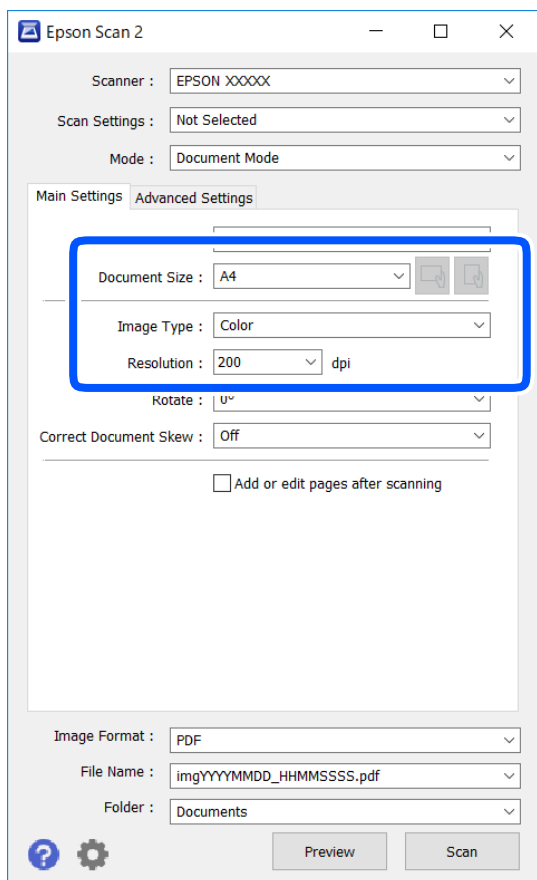 Epson Scan 2
Scanner : EPSON XXXXX
Scan Settings : Not Selected
Mode : Document Mode
Main Settings Advanced Settings
Document Size : A4
Image Type : Color
Resolution : 200 dpi
Rotate : 0°
Correct Document Skew : Off
Add or edit pages after scanning
Image Format : PDF
File Name : imgYYYYMMDD_HHMMSSSS.pdf
Folder : Documents
? Preview Scan